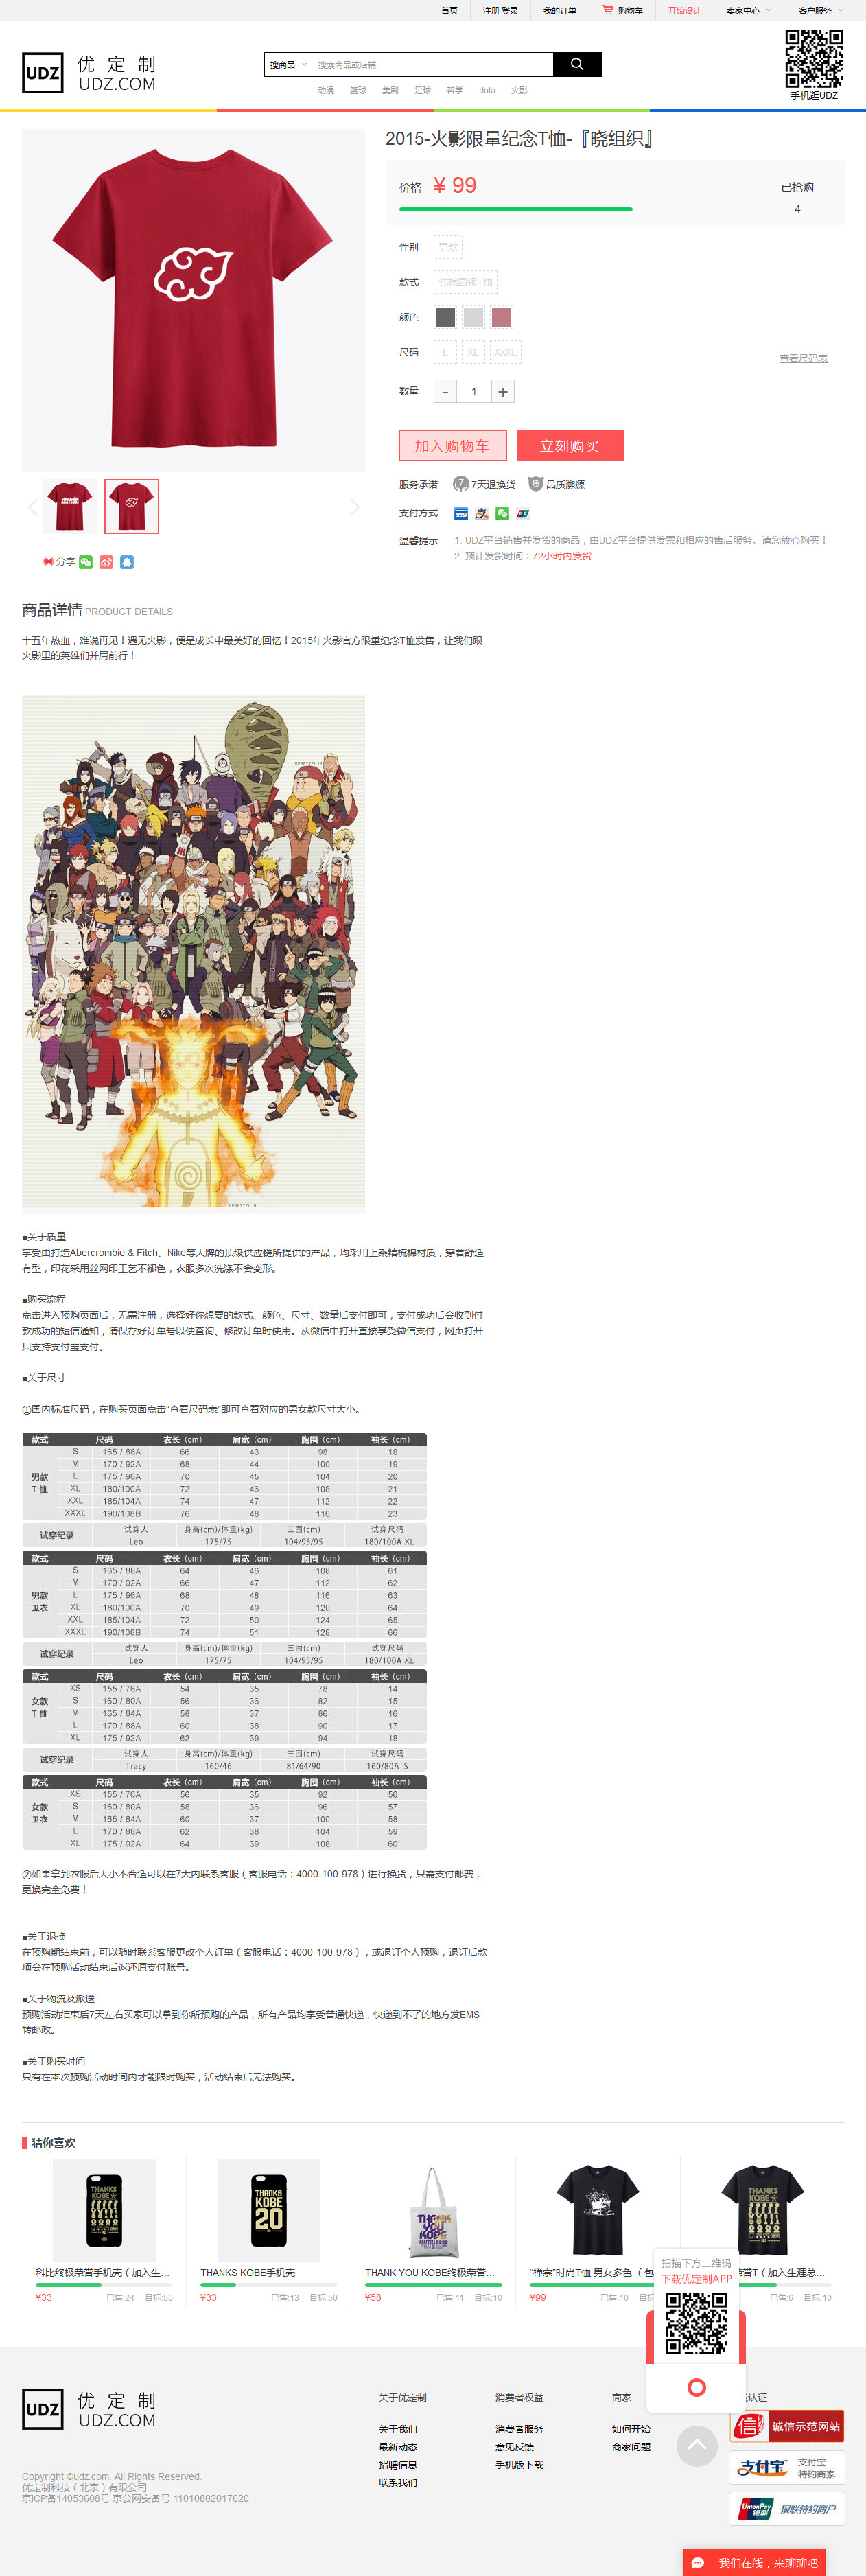 首页 注册 登录 我的订单 购物车 开始设计 卖家中心 客户服务
UDZ 优定制
UDZ.COM
搜商品 搜索商品或店铺
动漫 篮球 美剧 足球 哲学 dota 火影
手机逛UDZ
2015-火影限量纪念T恤-『晓组织』
价格 ¥ 99 已抢购
4
性别 男款
款式 纯棉圆领T恤
颜色
尺码 L XL XXXL 查看尺码表
数量 - 1 +
加入购物车 立刻购买
服务承诺 7 7天退换货 质 品质溯源
支付方式
温馨提示 1. UDZ平台销售并发货的商品，由UDZ平台提供发票和相应的售后服务。请您放心购买！
2. 预计发货时间：72小时内发货
分享
商品详情 PRODUCT DETAILS
十五年热血，难说再见！遇见火影，便是成长中最美好的回忆！2015年火影官方限量纪念T恤发售，让我们跟
火影里的英雄们并肩前行！
■关于质量
享受由打造Abercrombie & Fitch、Nike等大牌的顶级供应链所提供的产品，均采用上乘精梳棉材质，穿着舒适
有型，印花采用丝网印工艺不褪色，衣服多次洗涤不会变形。
■购买流程
点击进入预购页面后，无需注册，选择好你想要的款式、颜色、尺寸、数量后支付即可，支付成功后会收到付
款成功的短信通知，请保存好订单号以便查询、修改订单时使用。从微信中打开直接享受微信支付，网页打开
只支持支付宝支付。
■关于尺寸
①国内标准尺码，在购买页面点击“查看尺码表”即可查看对应的男女款尺寸大小。
款式 尺码 衣长（cm） 肩宽（cm） 胸围（cm） 袖长（cm）
男款
T 恤
S 165 / 88A 66 43 98 18
M 170 / 92A 68 44 100 19
L 175 / 96A 70 45 104 20
XL 180/100A 72 46 108 21
XXL 185/104A 74 47 112 22
XXXL 190/108B 76 48 116 23
试穿纪录 试穿人 身高(cm)/体重(kg) 三围(cm) 试穿尺码
Leo 175/75 104/95/95 180/100A XL
款式 尺码 衣长（cm） 肩宽（cm） 胸围（cm） 袖长（cm）
男款
卫衣
S 165 / 88A 64 46 108 61
M 170 / 92A 66 47 112 62
L 175 / 96A 68 48 116 63
XL 180/100A 70 49 120 64
XXL 185/104A 72 50 124 65
XXXL 190/108B 74 51 128 66
试穿纪录 试穿人 身高(cm)/体重(kg) 三围(cm) 试穿尺码
Leo 175/75 104/95/95 180/100A XL
款式 尺码 衣长（cm） 肩宽（cm） 胸围（cm） 袖长（cm）
女款
T 恤
XS 155 / 76A 54 35 78 14
S 160 / 80A 56 36 82 15
M 165 / 84A 58 37 86 16
L 170 / 88A 60 38 90 17
XL 175 / 92A 62 39 94 18
试穿纪录 试穿人 身高(cm)/体重(kg) 三围(cm) 试穿尺码
Tracy 160/46 81/64/90 160/80A S
款式 尺码 衣长（cm） 肩宽（cm） 胸围（cm） 袖长（cm）
女款
卫衣
XS 155 / 76A 56 35 92 56
S 160 / 80A 58 36 96 57
M 165 / 84A 60 37 100 58
L 170 / 88A 62 38 104 59
XL 175 / 92A 64 39 108 60
②如果拿到衣服后大小不合适可以在7天内联系客服（客服电话：4000-100-978）进行换货，只需支付邮费，
更换完全免费！
■关于退换
在预购期结束前，可以随时联系客服更改个人订单（客服电话：4000-100-978），或退订个人预购，退订后款
项会在预购活动结束后返还原支付账号。
■关于物流及派送
预购活动结束后7天左右买家可以拿到你所预购的产品，所有产品均享受普通快递，快递到不了的地方发EMS
转邮政。
■关于购买时间
只有在本次预购活动时间内才能限时购买，活动结束后无法购买。
猜你喜欢
THANKS KOBE
THANKS KOBE 20
THANK YOU KOBE
THANKS KOBE
科比终极荣誉手机壳（加入生...
¥33 已售:24 目标:50
THANKS KOBE手机壳
¥33 已售:13 目标:50
THANK YOU KOBE终极荣誉...
¥58 已售:11 目标:10
“禅宗”时尚T恤 男女多色（包
¥99 已售:10 目标:
荣誉T（加入生涯总...
已售:6 目标:10
扫描下方二维码
下载优定制APP
UDZ 优定制
UDZ.COM
关于优定制
关于我们
最新动态
招聘信息
联系我们
消费者权益
消费者服务
意见反馈
手机版下载
商家
如何开始
商家问题
认证
信 诚信示范网站
支付宝 支付宝
特约商家
UnionPay 银联 银联特约商户
Copyright ©udz.com. All Rights Reserved.
优定制科技（北京）有限公司
京ICP备14053608号 京公网安备号 11010802017620
我们在线，来聊聊吧